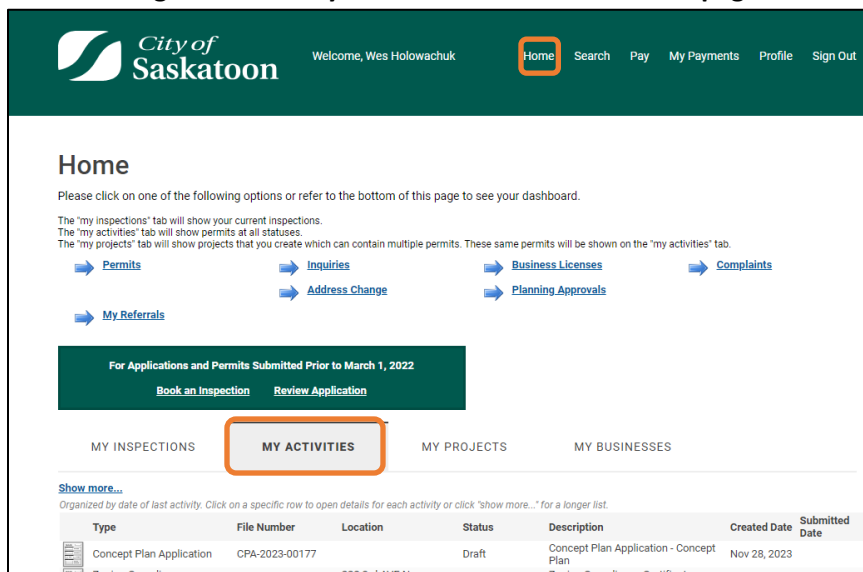 City of
Saskatoon
Welcome, Wes Holowachuk
Home Search Pay My Payments Profile Sign Out
Home
Please click on one of the following options or refer to the bottom of this page to see your dashboard.
The "my inspections" tab will show your current inspections.
The "my activities" tab will show permits at all statuses.
The "my projects" tab will show projects that you create which can contain multiple permits. These same permits will be shown on the "my activities" tab.
Permits Inquiries Business Licenses Complaints
Address Change Planning Approvals
My Referrals
For Applications and Permits Submitted Prior to March 1, 2022
Book an Inspection Review Application
MY INSPECTIONS MY ACTIVITIES MY PROJECTS MY BUSINESSES
Show more...
Organized by date of last activity. Click on a specific row to open details for each activity or click "show more..." for a longer list.
Type File Number Location Status Description Created Date Submitted Date
Concept Plan Application CPA-2023-00177 Draft Concept Plan Application - Concept Plan Nov 28, 2023